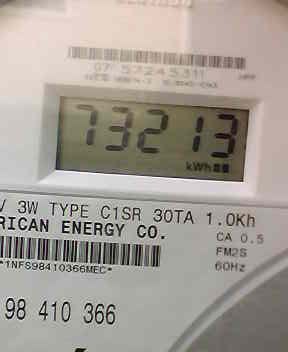 07 57245311
73213
kWh
V 3W TYPE C1SR 30TA 1.0Kh
RICAN ENERGY CO.
CA 0.5
FM2S
*1NFS98410366MEC*
60Hz
98 410 366